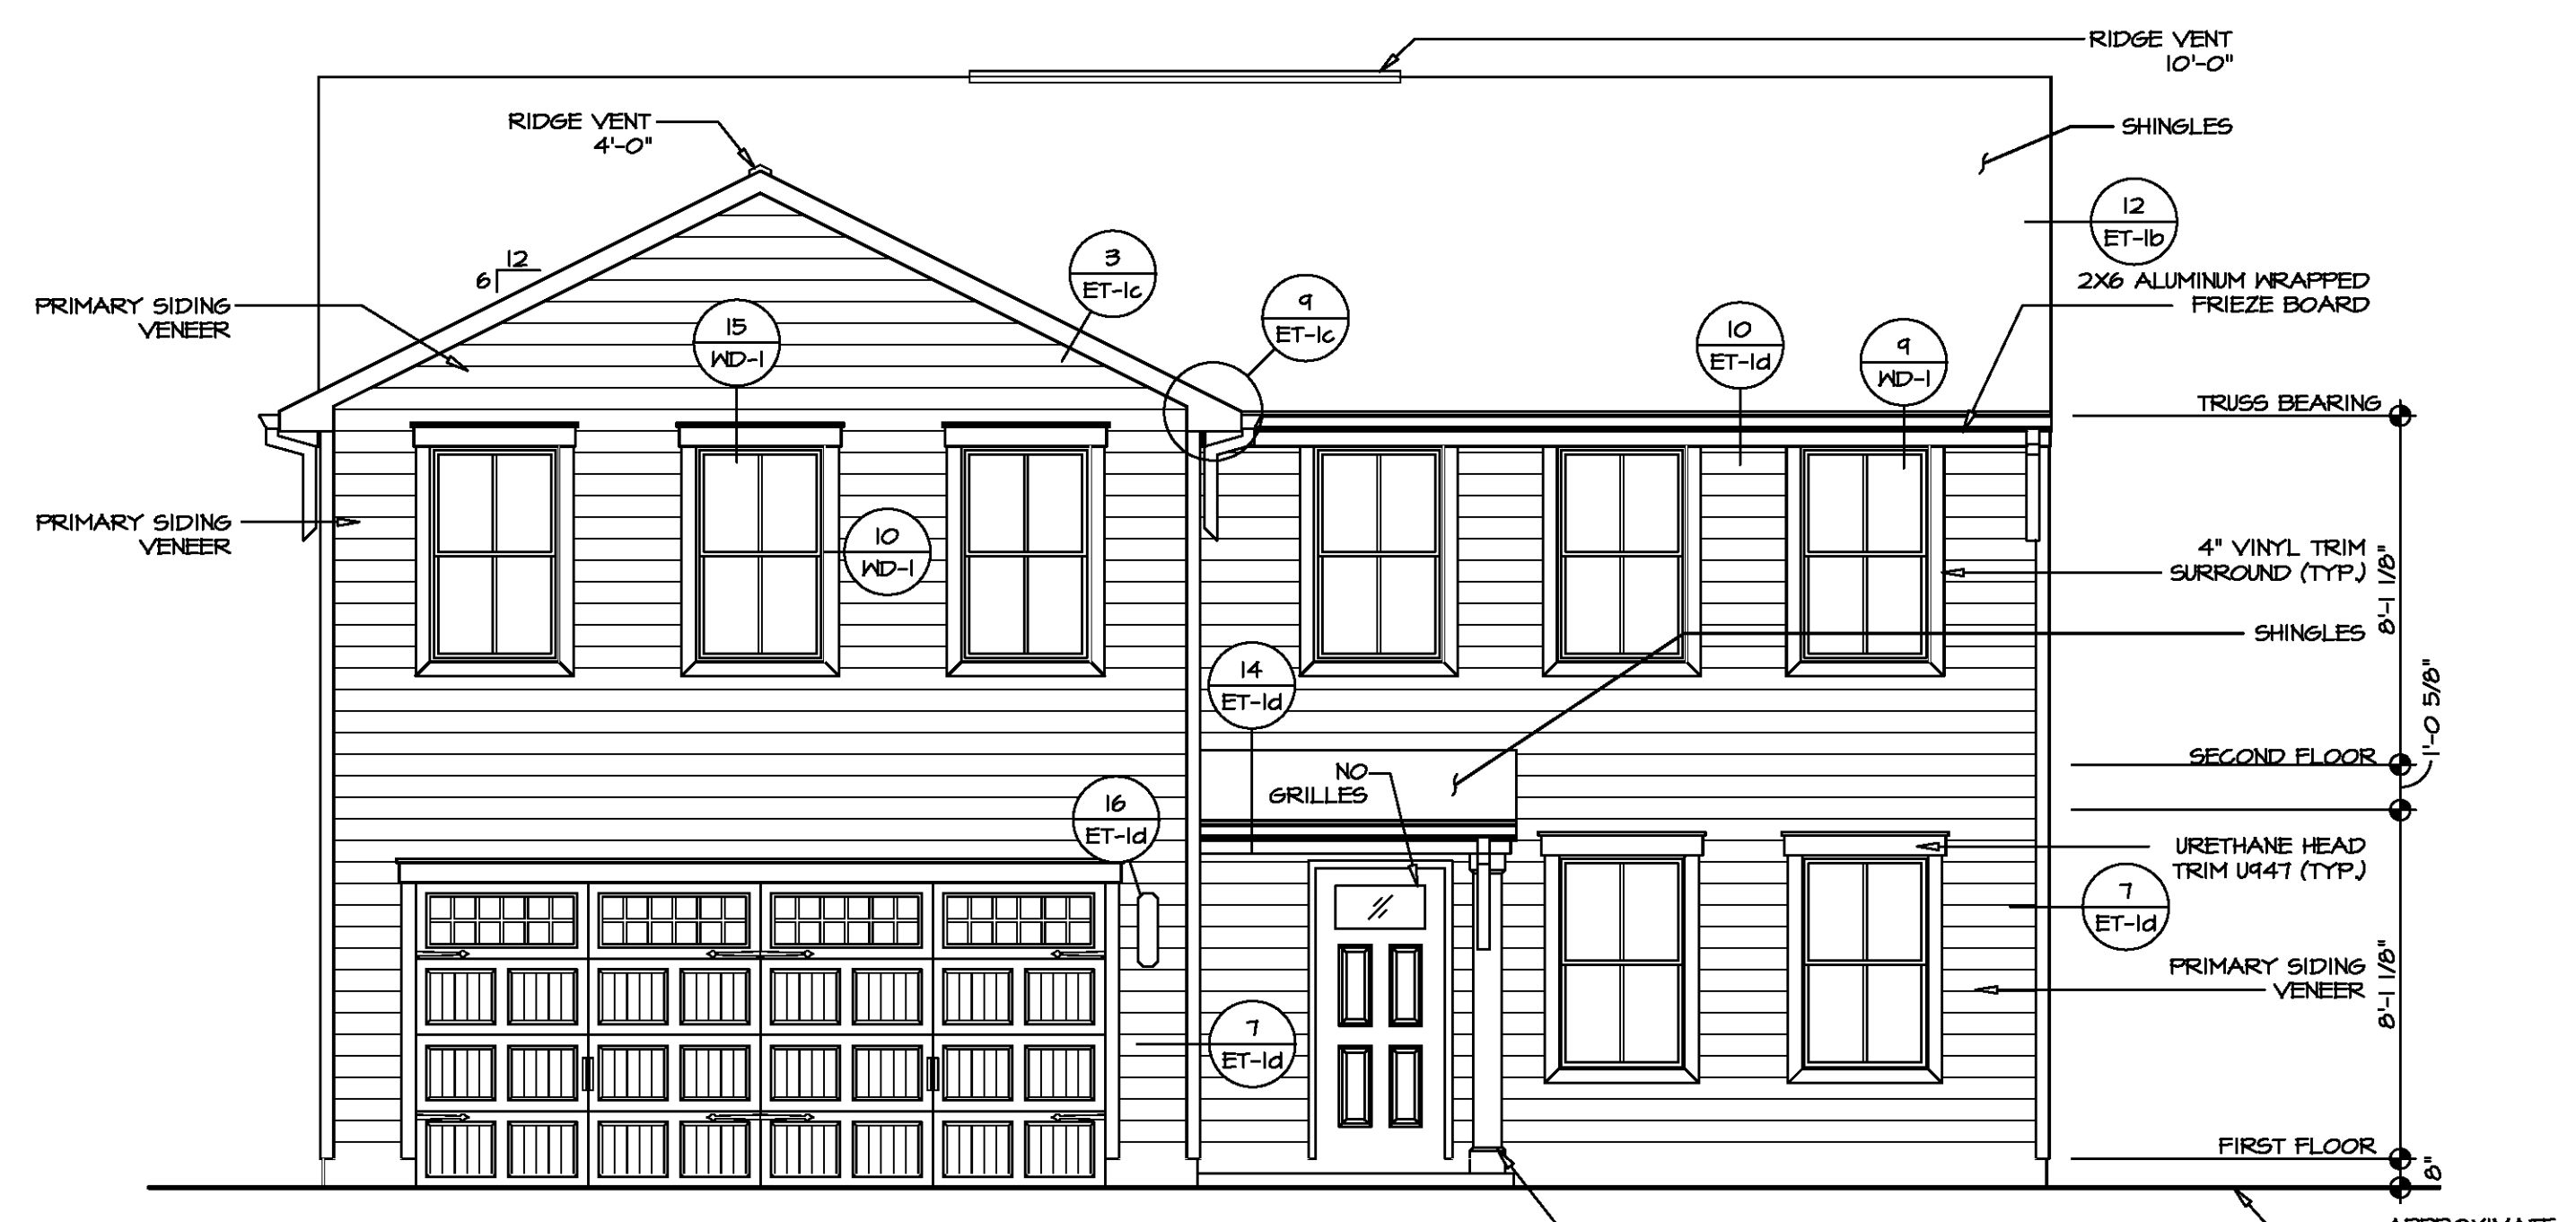 RIDGE VENT
10'-0"
RIDGE VENT
4'-0"
SHINGLES
12
ET-1b
12
6
3
ET-1c
2X6 ALUMINUM WRAPPED
FRIEZE BOARD
PRIMARY SIDING
VENEER
15
WD-1
9
ET-1c
10
ET-1d
9
WD-1
TRUSS BEARING
PRIMARY SIDING
VENEER
10
WD-1
4" VINYL TRIM
SURROUND (TYP.)
8'-1 1/8"
SHINGLES
14
ET-1d
1'-0 5/8"
SECOND FLOOR
NO
GRILLES
16
ET-1d
URETHANE HEAD
TRIM U947 (TYP.)
7
ET-1d
PRIMARY SIDING
VENEER
8'-1 1/8"
7
ET-1d
FIRST FLOOR
8"
APPROXIMATE